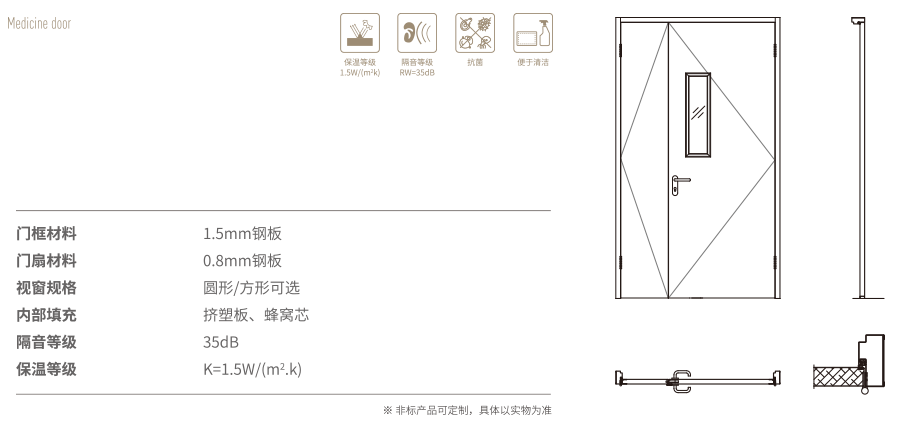 Medicine door
保温等级
1.5W/(m²k)
隔音等级
RW=35dB
抗菌
便于清洁
门框材料 1.5mm钢板
门扇材料 0.8mm钢板
视窗规格 圆形/方形可选
内部填充 挤塑板、蜂窝芯
隔音等级 35dB
保温等级 K=1.5W/(m².k)
※ 非标产品可定制，具体以实物为准